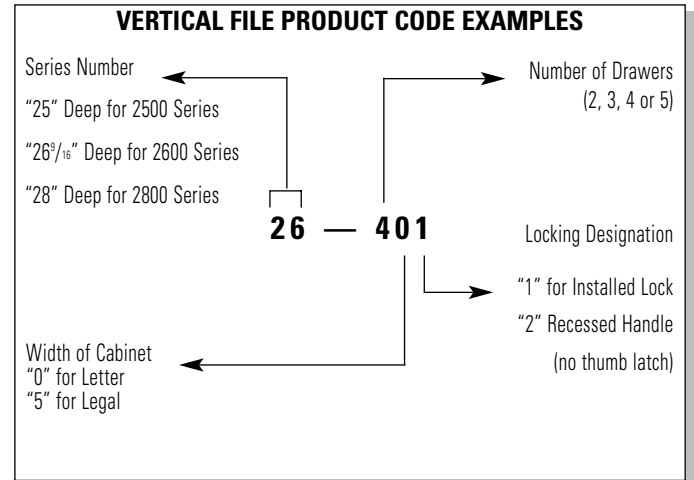 VERTICAL FILE PRODUCT CODE EXAMPLES
Series Number
“25” Deep for 2500 Series
“26 9/16” Deep for 2600 Series
“28” Deep for 2800 Series
Number of Drawers
(2, 3, 4 or 5)
26 — 401
Locking Designation
“1” for Installed Lock
“2” Recessed Handle
(no thumb latch)
Width of Cabinet
“0” for Letter
“5” for Legal